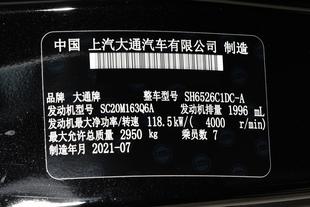 中国 上汽大通汽车有限公司 制造
品牌 大通牌 整车型号 SH6526C1DC-A
发动机型号 SC20M163Q6A 发动机排量 1996 mL
发动机最大净功率/转速 118.5kW/( 4000 r/min)
最大允许总质量 2950 kg 乘员数 7
制造年月 2021-07